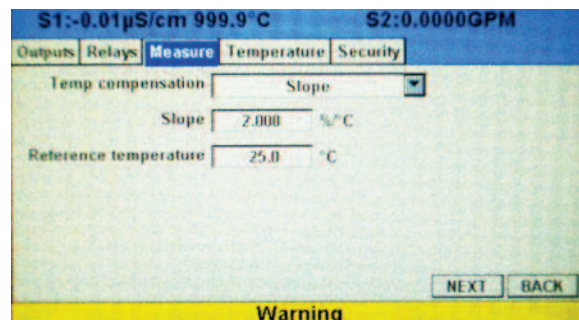 S1:-0.01µS/cm 999.9°C S2:0.0000GPM
Outputs Relays Measure Temperature Security
Temp compensation Slope
Slope 2.000 %/°C
Reference temperature 25.0 °C
NEXT BACK
Warning